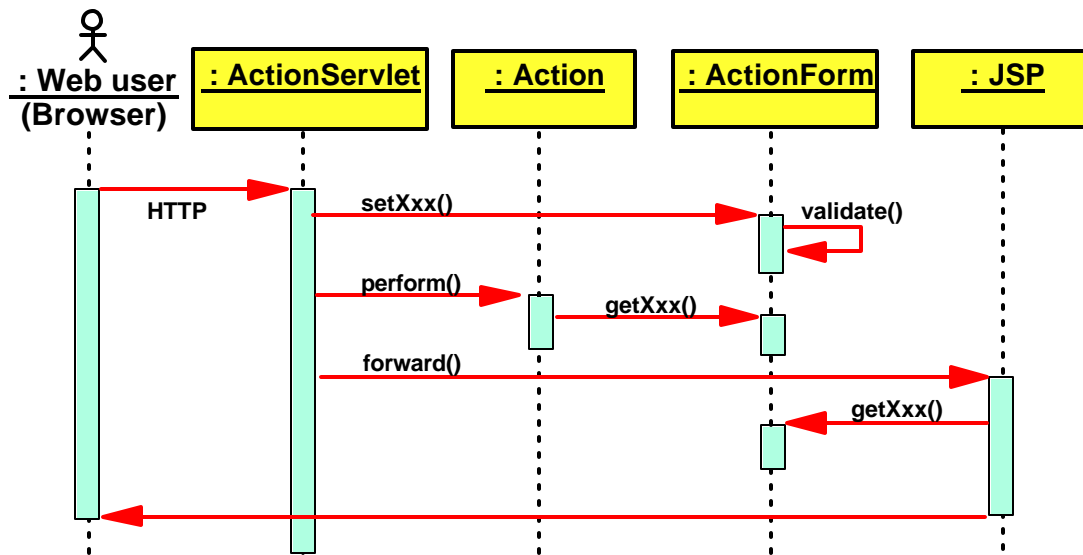 : Web user
(Browser)
: ActionServlet
: Action
: ActionForm
: JSP
HTTP
setXxx()
validate()
perform()
getXxx()
forward()
getXxx()